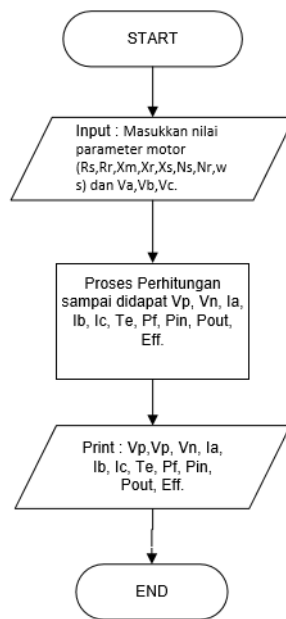 START
Input : Masukkan nilai
parameter motor
(Rs,Rr,Xm,Xr,Xs,Ns,Nr,w
s) dan Va,Vb,Vc.
Proses Perhitungan
sampai didapat Vp, Vn, Ia,
Ib, Ic, Te, Pf, Pin, Pout,
Eff.
Print : Vp,Vp, Vn, Ia,
Ib, Ic, Te, Pf, Pin,
Pout, Eff.
END